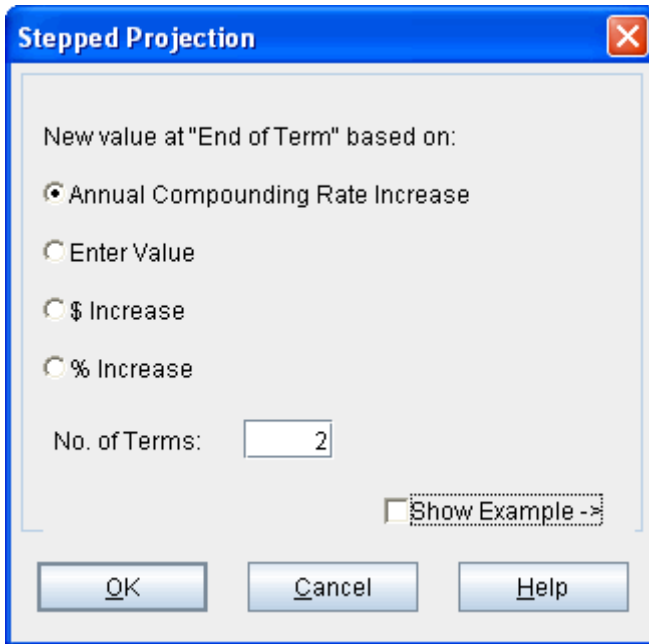 Stepped Projection
New value at "End of Term" based on:
Annual Compounding Rate Increase
Enter Value
$ Increase
% Increase
No. of Terms: 2
Show Example ->
OK Cancel Help